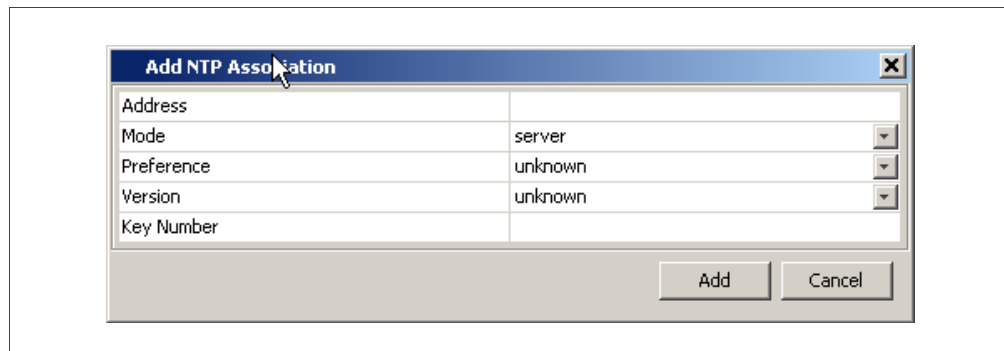 Add NTP Association
Address
Mode server
Preference unknown
Version unknown
Key Number
Add Cancel